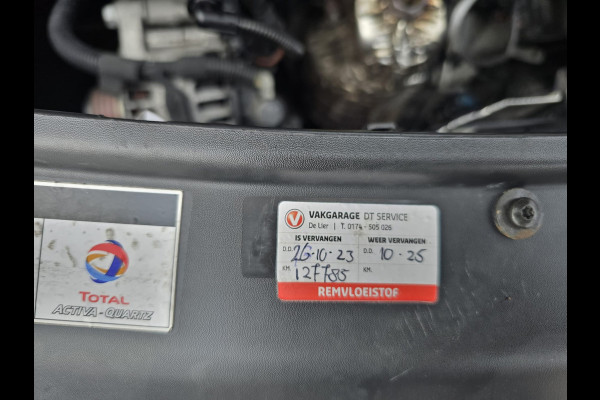 VAKGARAGE DT SERVICE
De Lier | T. 0174 - 505 026
IS VERVANGEN WEER VERVANGEN
D.D. 26-10-23 D.D. 10-25
KM. 127785 KM.
REMVLOEISTOF
TOTAL
ACTIVA-QUARTZ